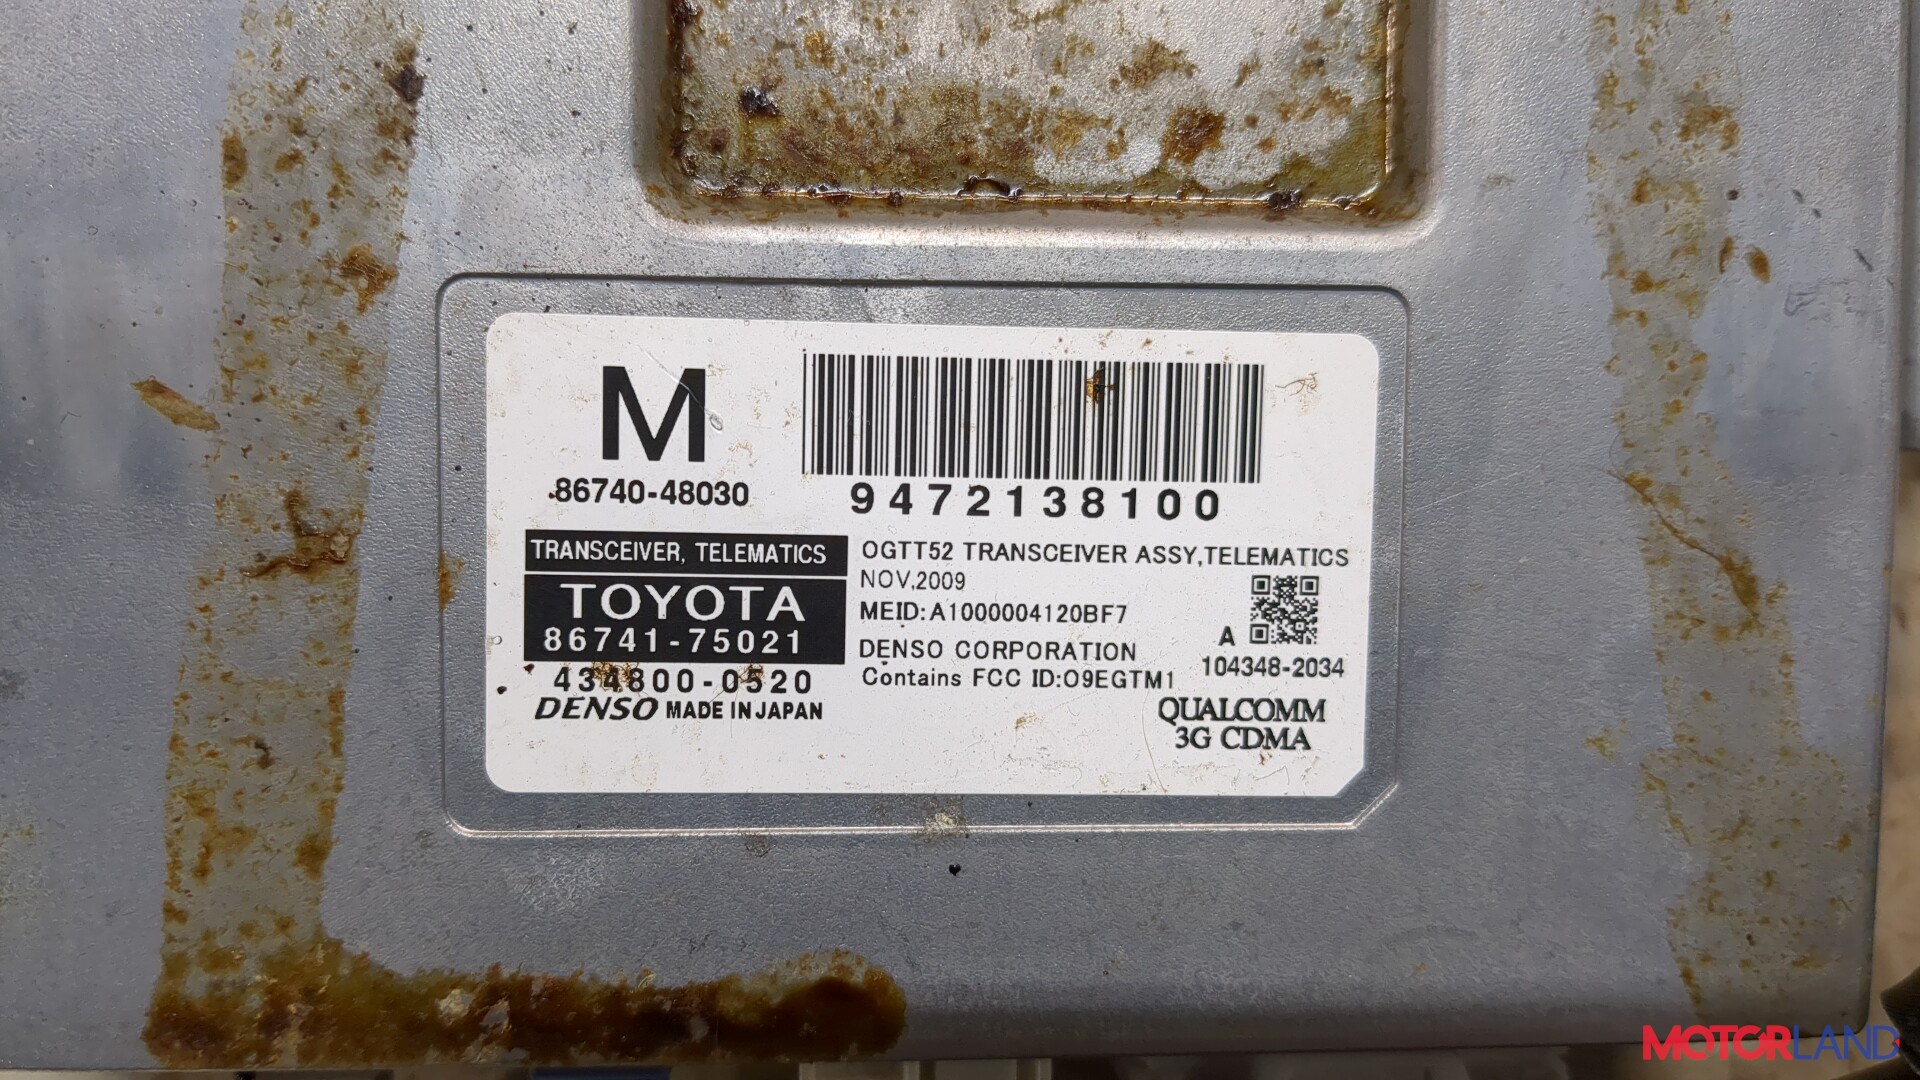 M
86740-48030
9472138100
TRANSCEIVER, TELEMATICS
TOYOTA
86741-75021
434800-0520
DENSO MADE IN JAPAN
OGTT52 TRANSCEIVER ASSY,TELEMATICS
NOV,2009
MEID:A1000004120BF7
DENSO CORPORATION
Contains FCC ID:O9EGTM1
A
104348-2034
QUALCOMM
3G CDMA
MOTORLAND